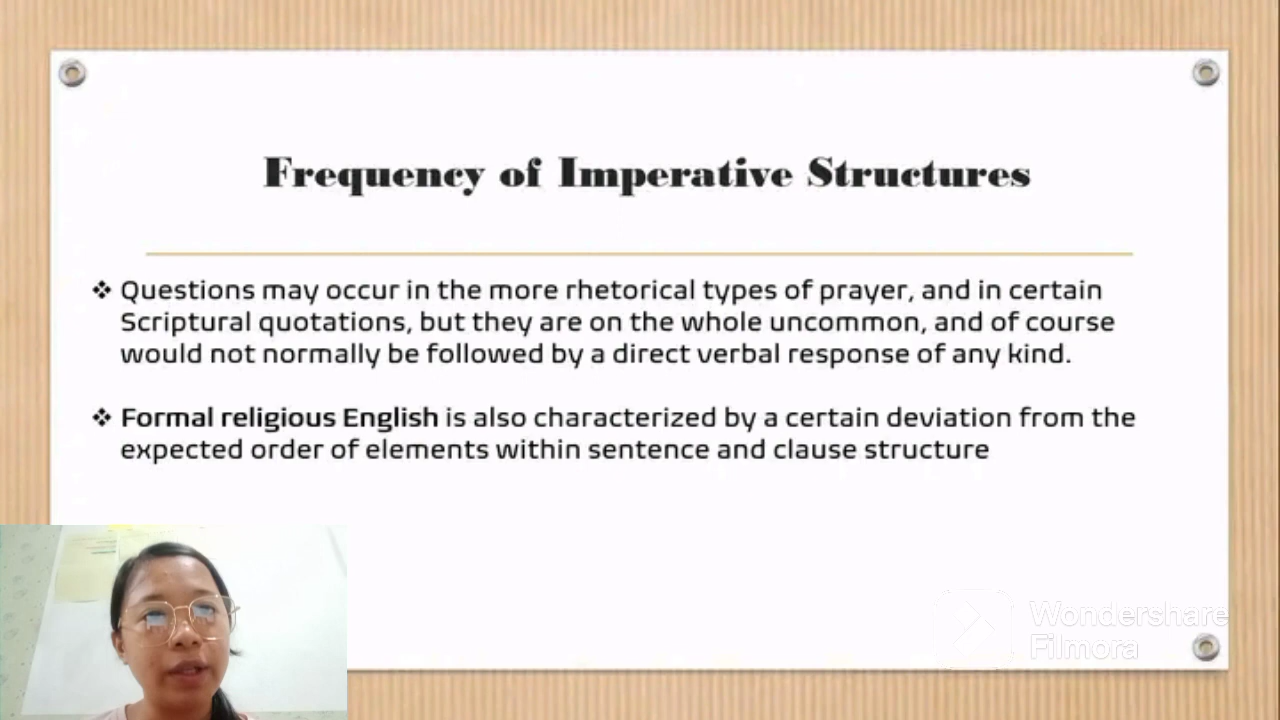 Frequency of Imperative Structures
❖ Questions may occur in the more rhetorical types of prayer, and in certain
Scriptural quotations, but they are on the whole uncommon, and of course
would not normally be followed by a direct verbal response of any kind.
❖ Formal religious English is also characterized by a certain deviation from the
expected order of elements within sentence and clause structure
Wondershare
Filmora